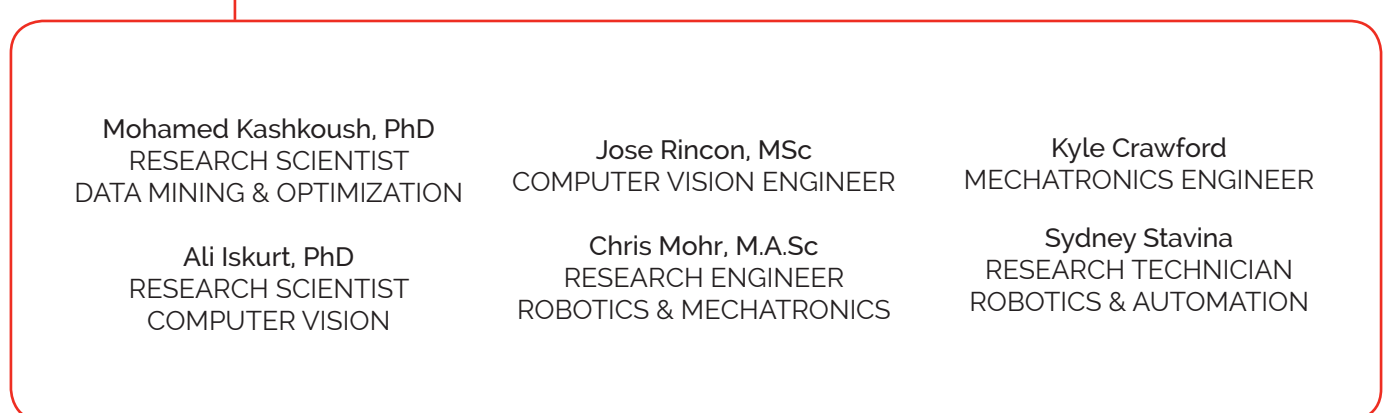 Mohamed Kashkoush, PhD
RESEARCH SCIENTIST
DATA MINING & OPTIMIZATION
Ali Iskurt, PhD
RESEARCH SCIENTIST
COMPUTER VISION
Jose Rincon, MSc
COMPUTER VISION ENGINEER
Chris Mohr, M.A.Sc
RESEARCH ENGINEER
ROBOTICS & MECHATRONICS
Kyle Crawford
MECHATRONICS ENGINEER
Sydney Stavina
RESEARCH TECHNICIAN
ROBOTICS & AUTOMATION